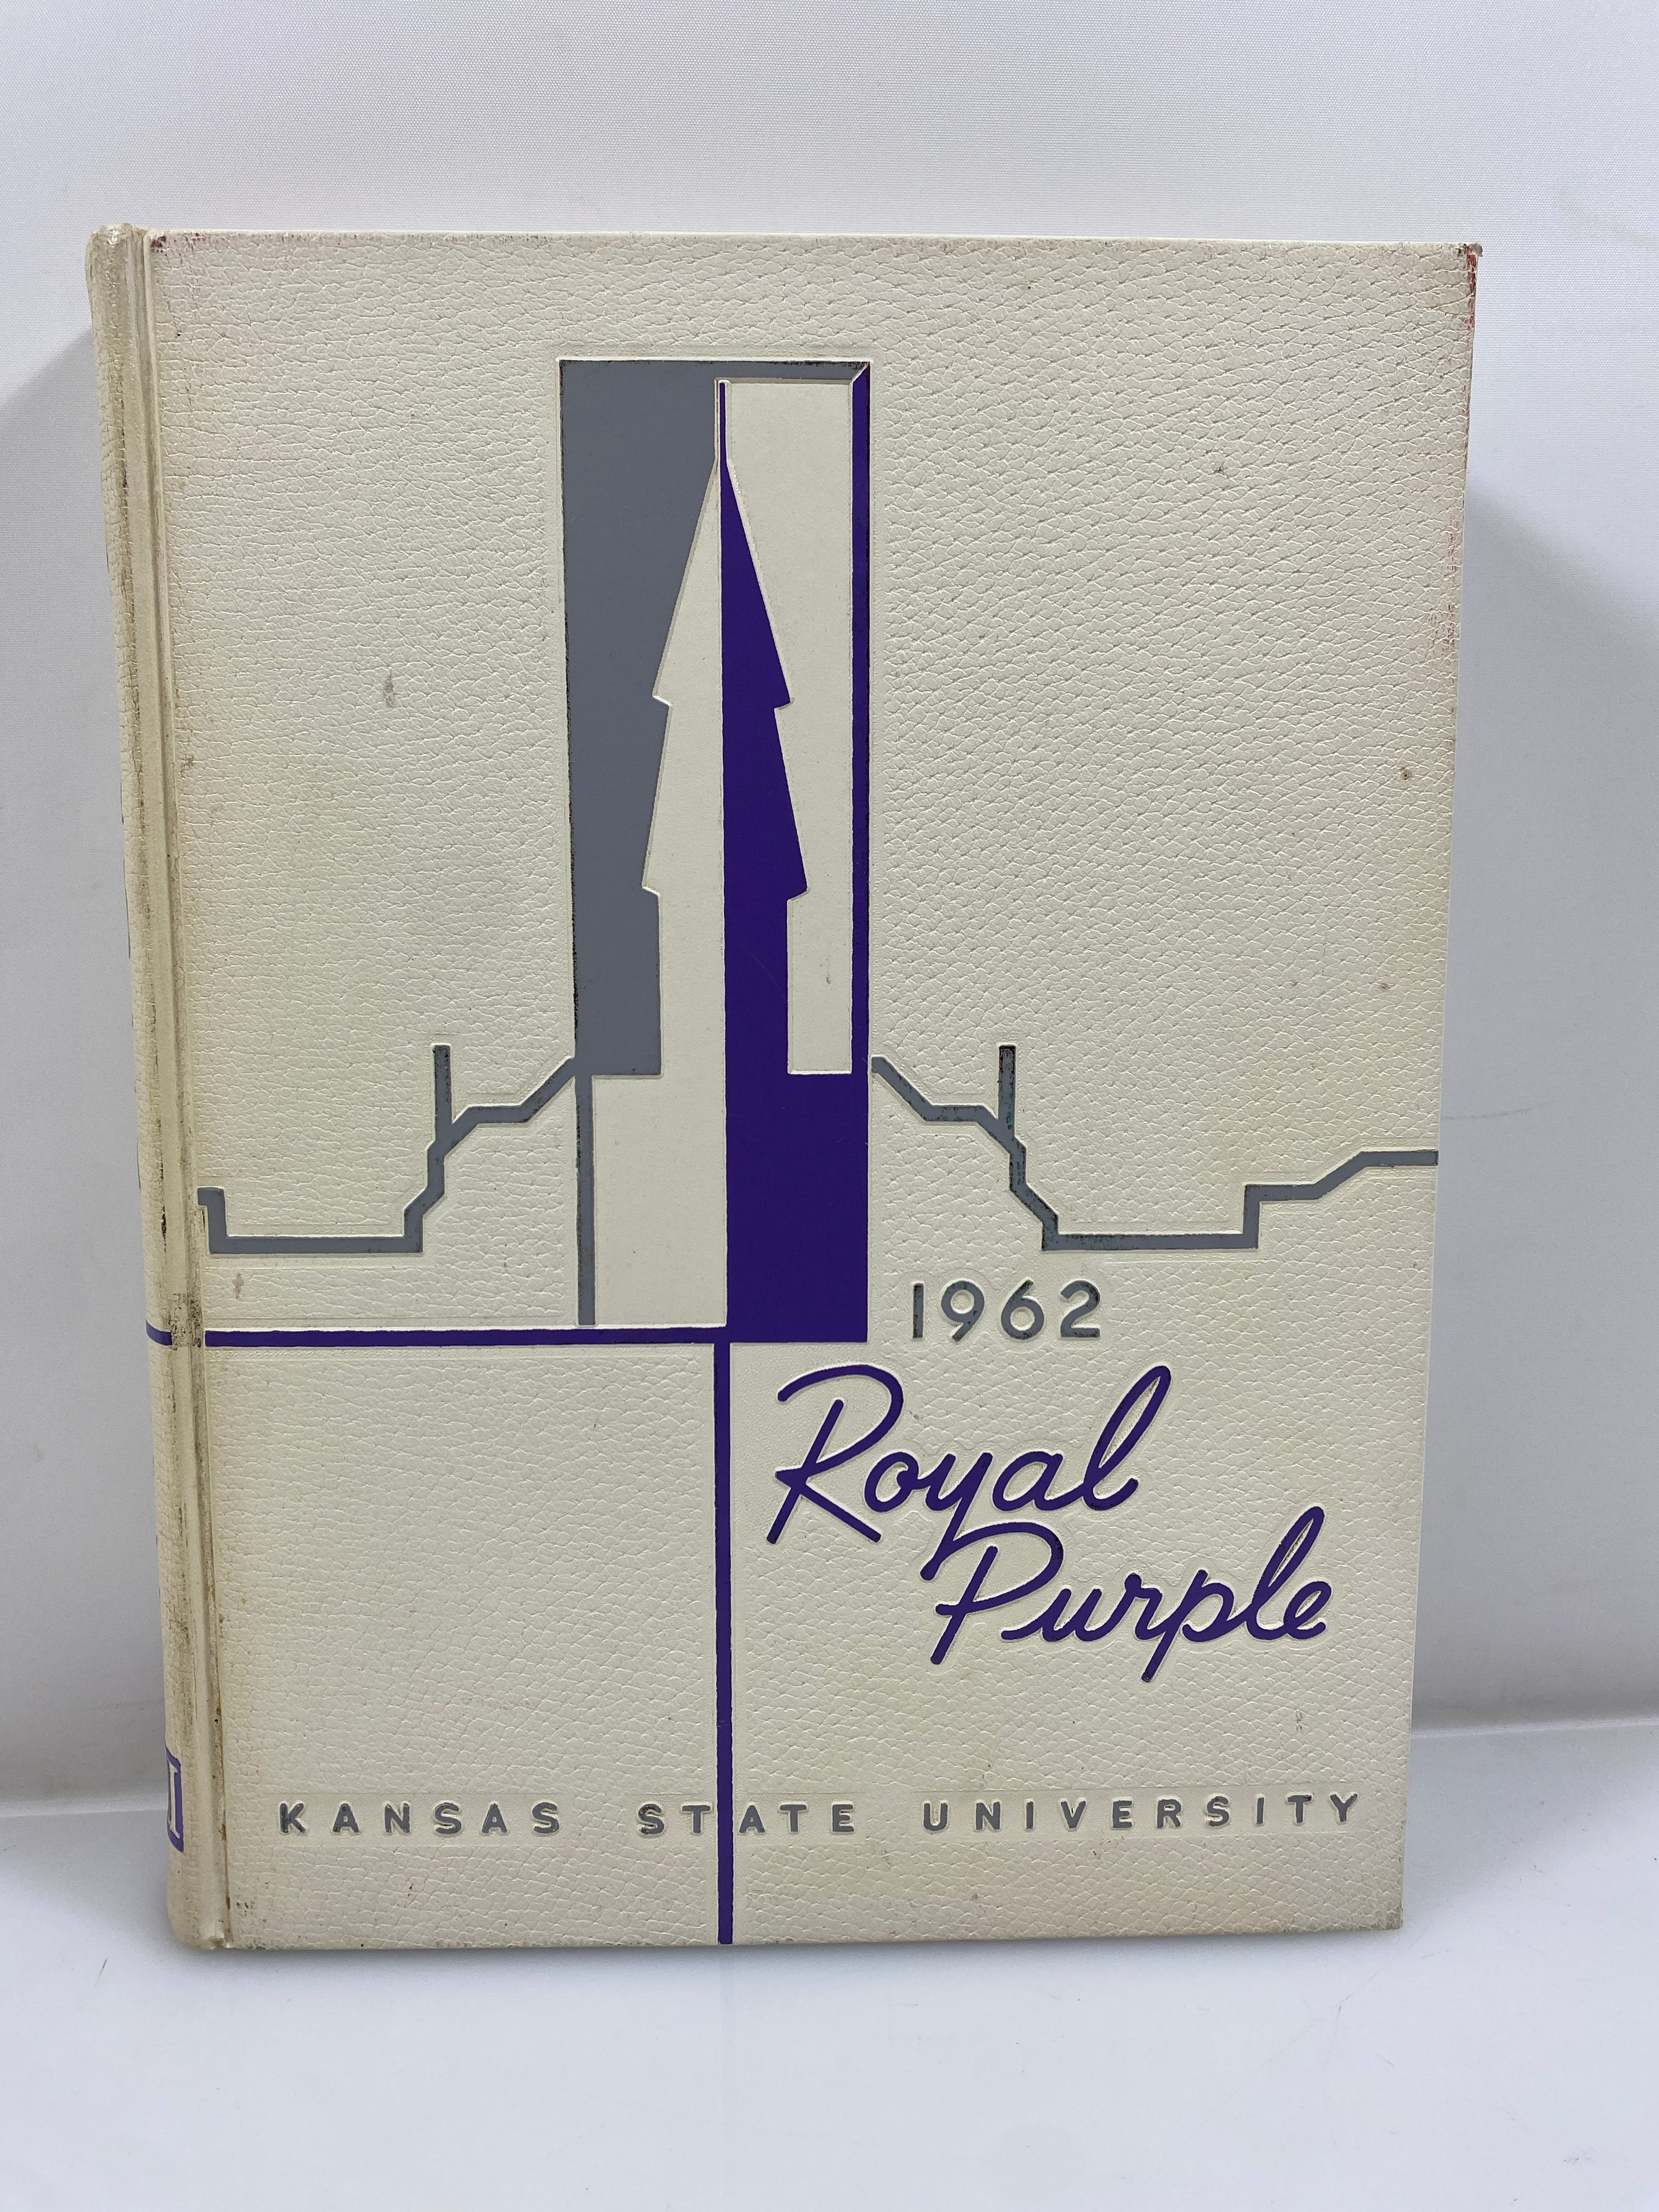 1962
Royal
Purple
KANSAS STATE UNIVERSITY